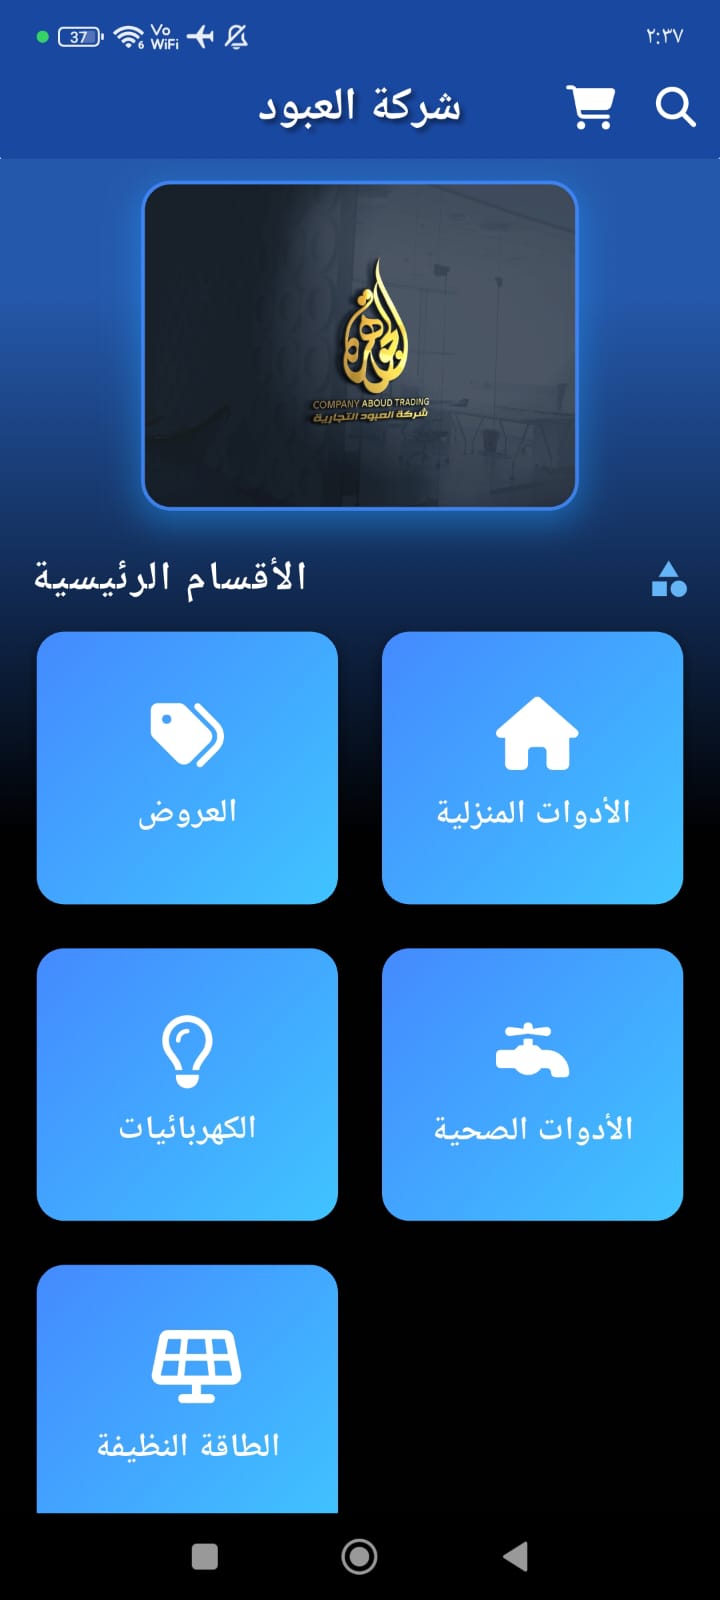 37 6 Vo WiFi ٢:٣٧
شركة العبود
COMPANY ABOUD TRADING
شركة العبود التجارية
الأقسام الرئيسية
الأدوات المنزلية
العروض
الأدوات الصحية
الكهربائيات
الطاقة النظيفة